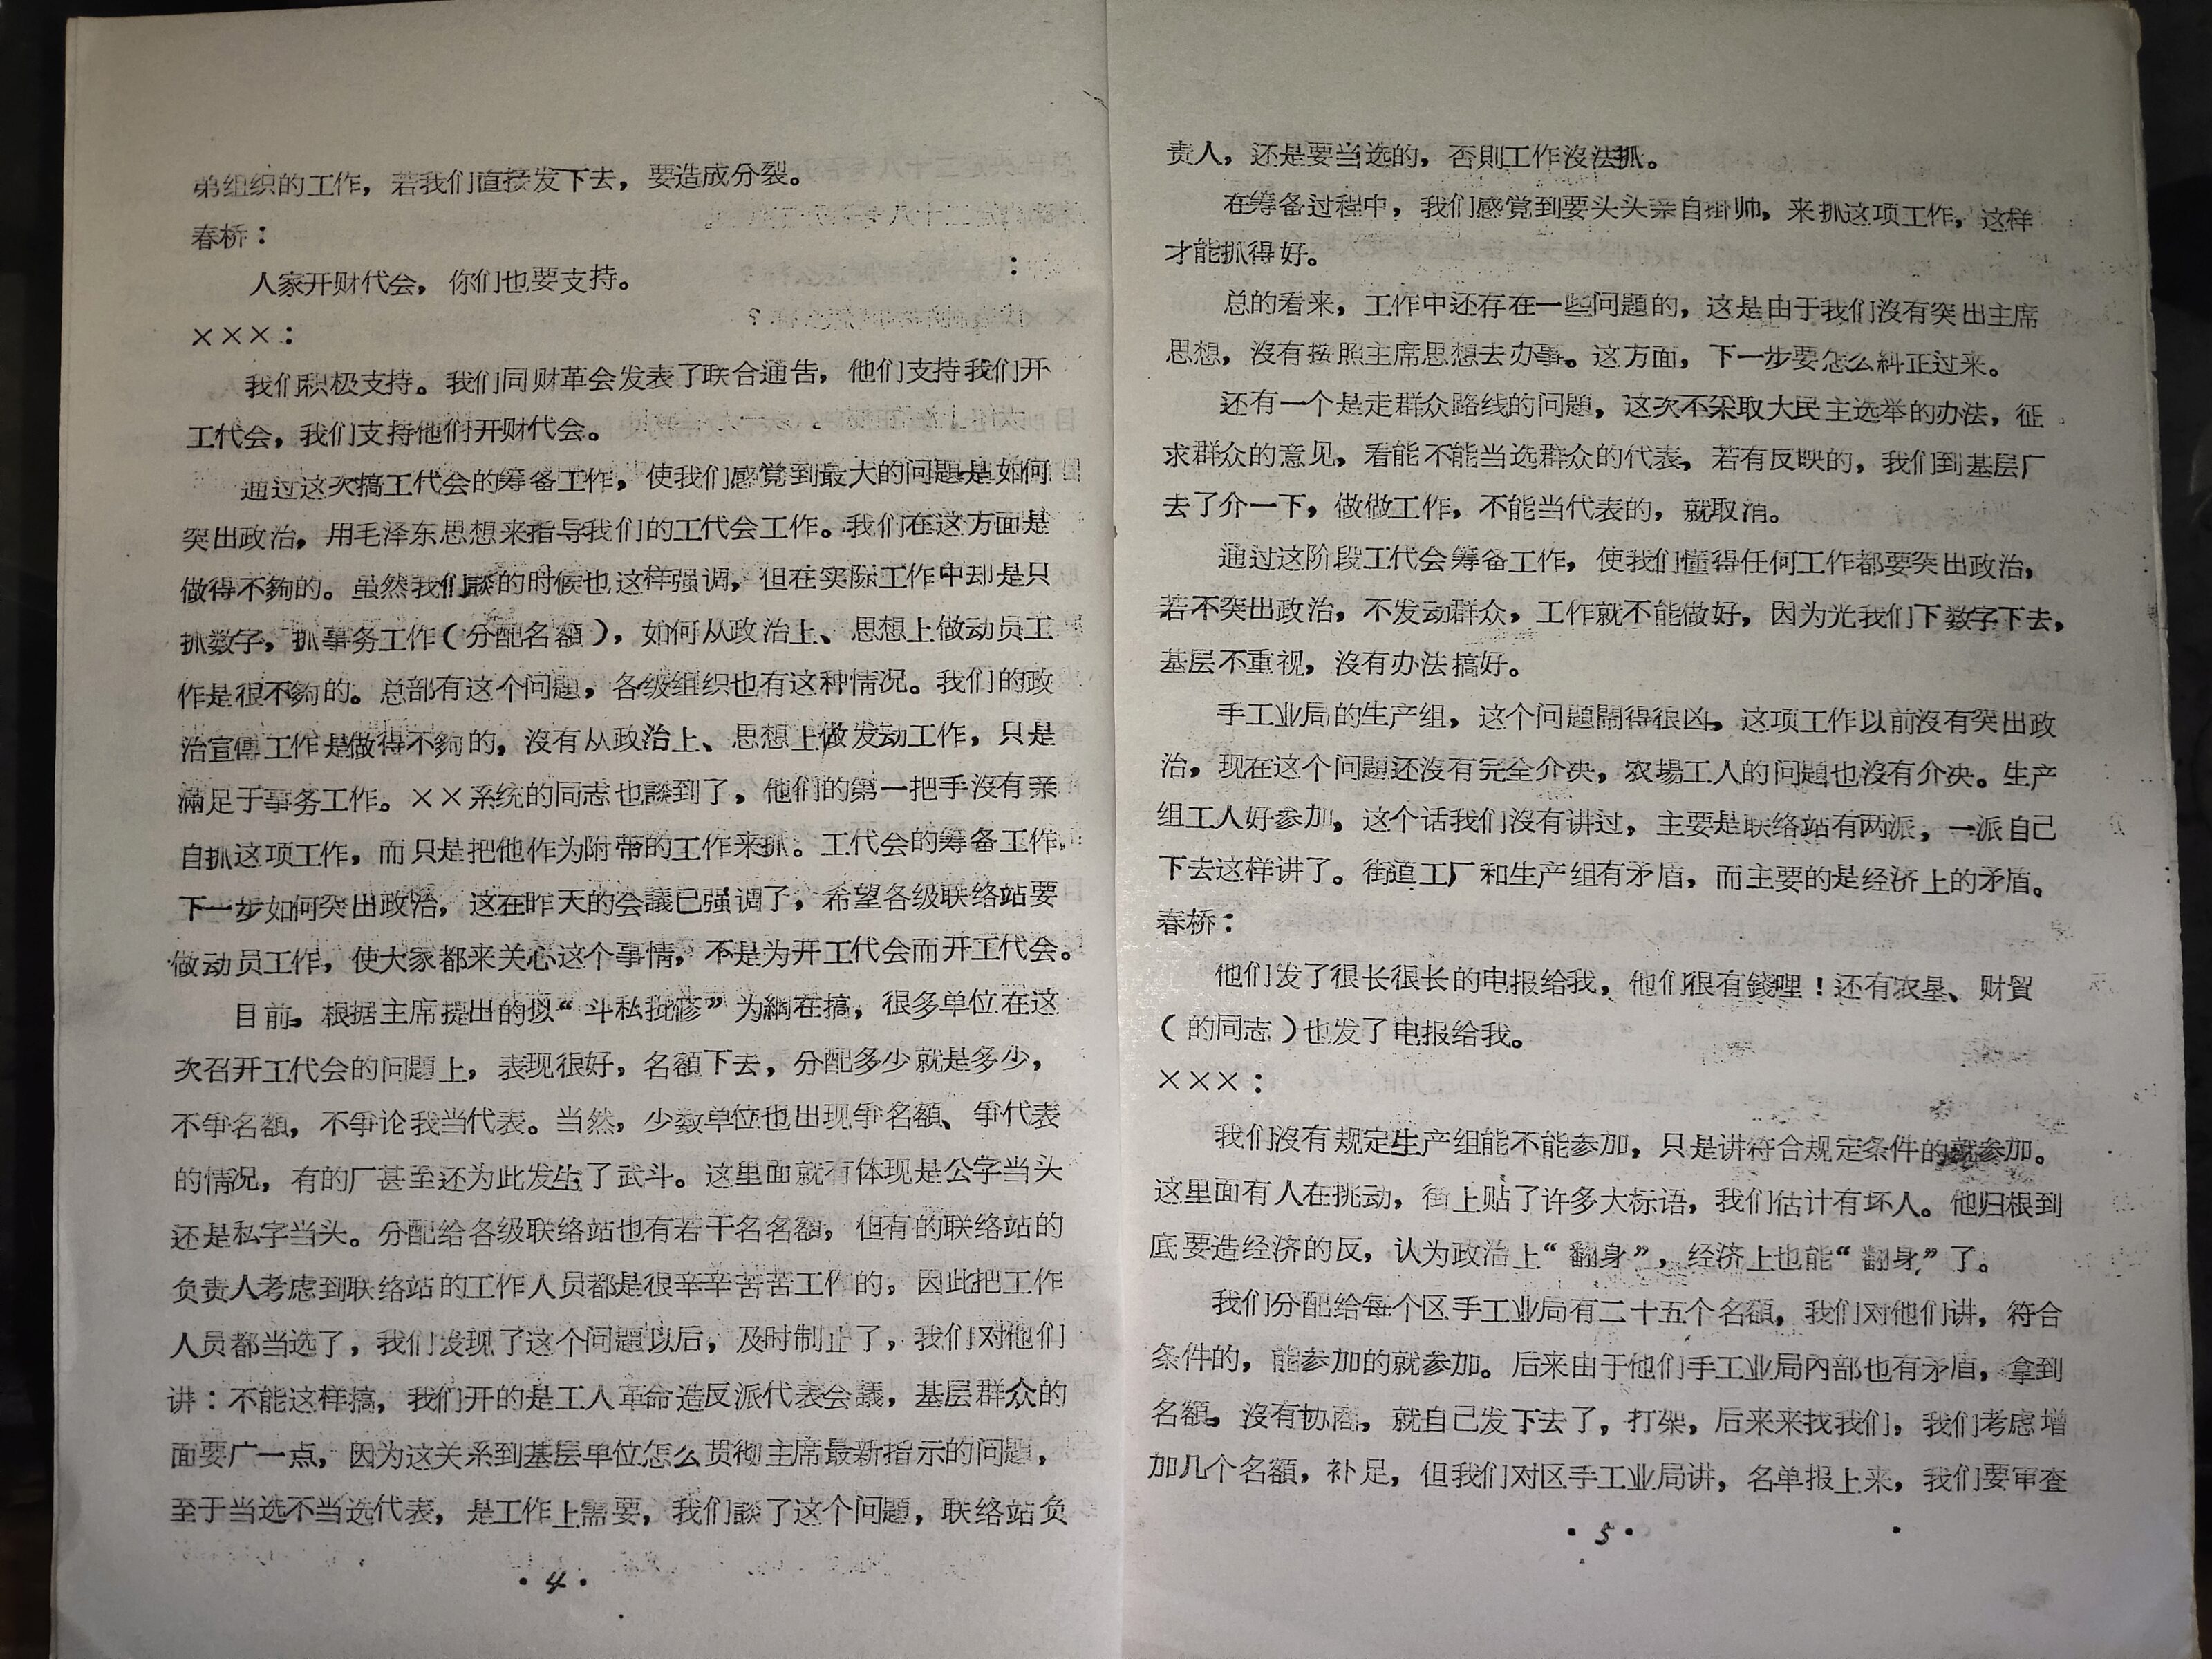 弟组织的工作，若我们直接发下去，要造成分裂。
春桥：
人家开财代会，你们也要支持。
×××：
我们积极支持。我们同财革会发表了联合通告，他们支持我们开
工代会，我们支持他们开财代会。
通过这次搞工代会的筹备工作，使我们感覚到最大的问题是如何
突出政治，用毛泽东思想来指导我们的工代会工作。我们在这方面是
做得不夠的。虽然我们談的时候也这样强调，但在实际工作中却是只
抓数字，抓事务工作（分配名額），如何从政治上、思想上做动员工
作是很不夠的。总部有这个问題，各级组织也有这种情况。我们的政
治宣傳工作是做得不夠的，沒有从政治上、思想上做发动工作，只是
滿足于事务工作。××系统的同志也談到了，他们的第一把手沒有亲
自抓这项工作，而只是把他作为附带的工作来抓。工代会的筹备工作，
下一步如何突出政治，这在昨天的会議已强调了，希望各级联络站要
做动员工作，使大家都来关心这个事情，不是为开工代会而开工代会。
目前，根据主席提出的以“斗私批修”为綱在搞，很多单位在这
次召开工代会的问題上，表现很好，名額下去，分配多少就是多少，
不争名額，不争论我当代表。当然，少数单位也出现争名額、争代表
的情况，有的厂甚至还为此发生了武斗。这里面就有体现是公字当头
还是私字当头。分配给各级联络站也有若干名名額，但有的联络站的
负责人考虑到联络站的工作人员都是很辛辛苦苦工作的，因此把工作
人员都当选了，我们发现了这个问題以后，及时制止了，我们对他们
讲：不能这样搞，我们开的是工人革命造反派代表会議，基层群众的
面要广一点，因为这关系到基层单位怎么贯彻主席最新指示的问題，
至于当选不当选代表，是工作上需要，我们談了这个问題，联络站负
·4·
责人，还是要当选的，否則工作沒法抓。
在筹备过程中，我们感覚到要头头亲自掛帅，来抓这项工作，这样
才能抓得好。
总的看来，工作中还存在一些问題的，这是由于我们沒有突出主席
思想，沒有按照主席思想去办事。这方面，下一步要怎么糾正过来。
还有一个是走群众路线的问題，这次不采取大民主选举的办法，征
求群众的意见，看能不能当选群众的代表，若有反映的，我们到基层厂
去了介一下，做做工作，不能当代表的，就取消。
通过这阶段工代会筹备工作，使我们懂得任何工作都要突出政治，
若不突出政治，不发动群众，工作就不能做好，因为光我们下数字下去，
基层不重视，沒有办法搞好。
手工业局的生产组，这个问題鬧得很凶，这项工作以前沒有突出政
治，现在这个问題还沒有完全介决，农場工人的问題也沒有介决。生产
组工人好参加，这个话我们沒有讲过，主要是联络站有两派，一派自己
下去这样讲了。街道工厂和生产组有矛盾，而主要的是经济上的矛盾。
春桥：
他们发了很长很长的电报给我，他们很有錢哩！还有农垦、财貿
（的同志）也发了电报给我。
×××：
我们沒有规定生产组能不能参加，只是讲符合规定条件的就参加。
这里面有人在挑动，街上贴了许多大标语，我们估计有坏人。他归根到
底要造经济的反，认为政治上“翻身”，经济上也能“翻身”了。
我们分配给每个区手工业局有二十五个名額，我们对他们讲，符合
条件的，能参加的就参加。后来由于他们手工业局内部也有矛盾，拿到
名額，沒有协商，就自己发下去了，打架，后来来找我们，我们考虑增
加几个名額，补足，但我们对区手工业局讲，名单报上来，我们要审查
·5·